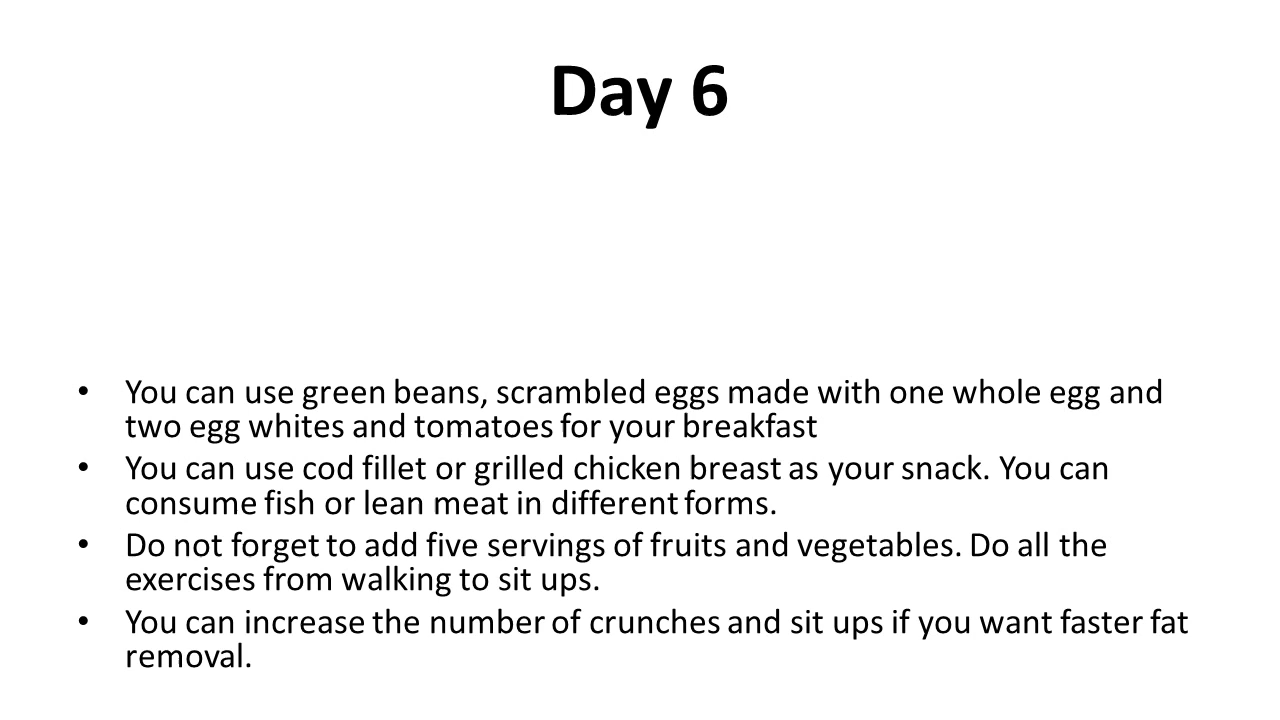 Day 6
• You can use green beans, scrambled eggs made with one whole egg and
two egg whites and tomatoes for your breakfast
• You can use cod fillet or grilled chicken breast as your snack. You can
consume fish or lean meat in different forms.
• Do not forget to add five servings of fruits and vegetables. Do all the
exercises from walking to sit ups.
• You can increase the number of crunches and sit ups if you want faster fat
removal.